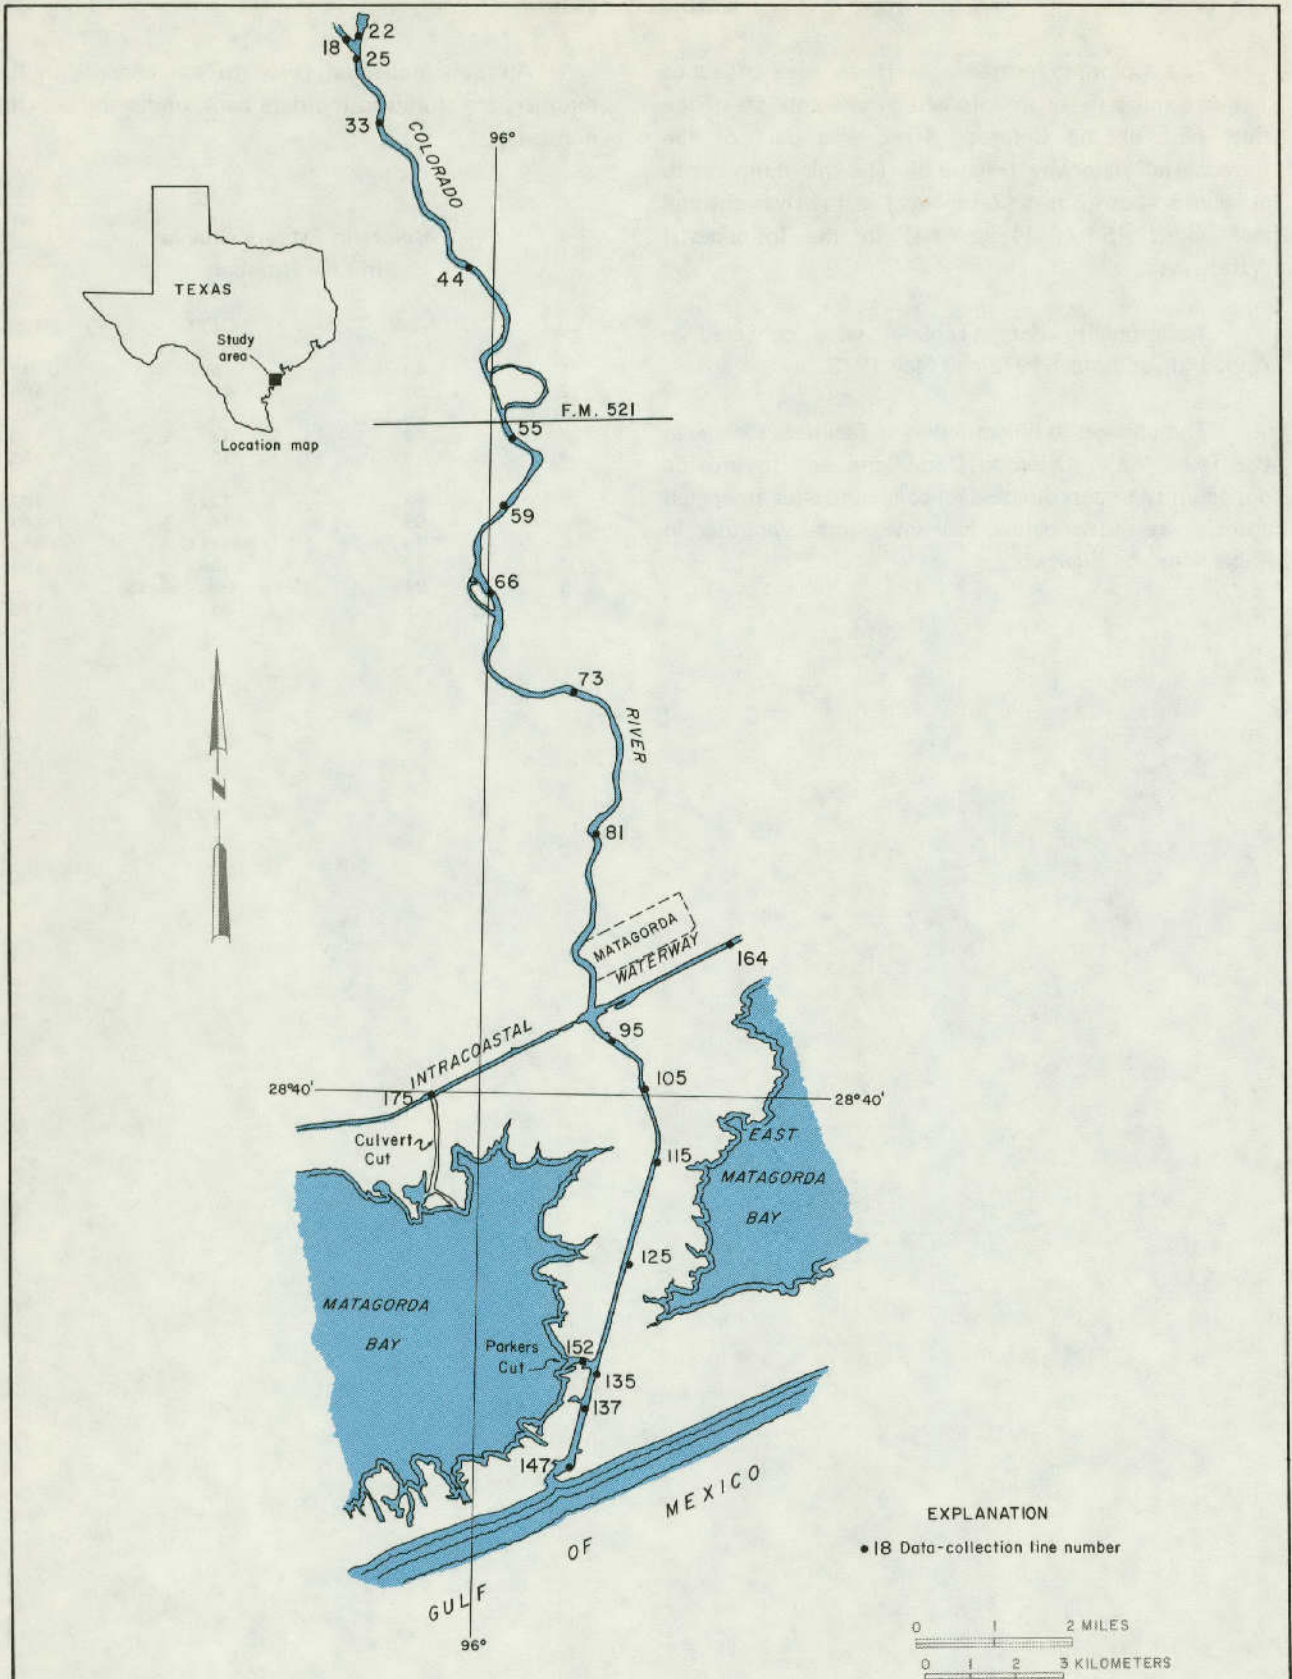 22
18
25
33
COLORADO
96°
44
TEXAS
Study
area
Location map
F.M. 521
55
59
66
73
RIVER
N
81
MATAGORDA
WATERWAY
164
INTRACOASTAL
95
105
28°40'
175
28°40'
Culvert
Cut
115
EAST
MATAGORDA
BAY
125
MATAGORDA
BAY
Parkers
Cut
152
135
137
147
GULF OF MEXICO
EXPLANATION
18 Data-collection line number
96°
0 1 2 MILES
0 1 2 3 KILOMETERS